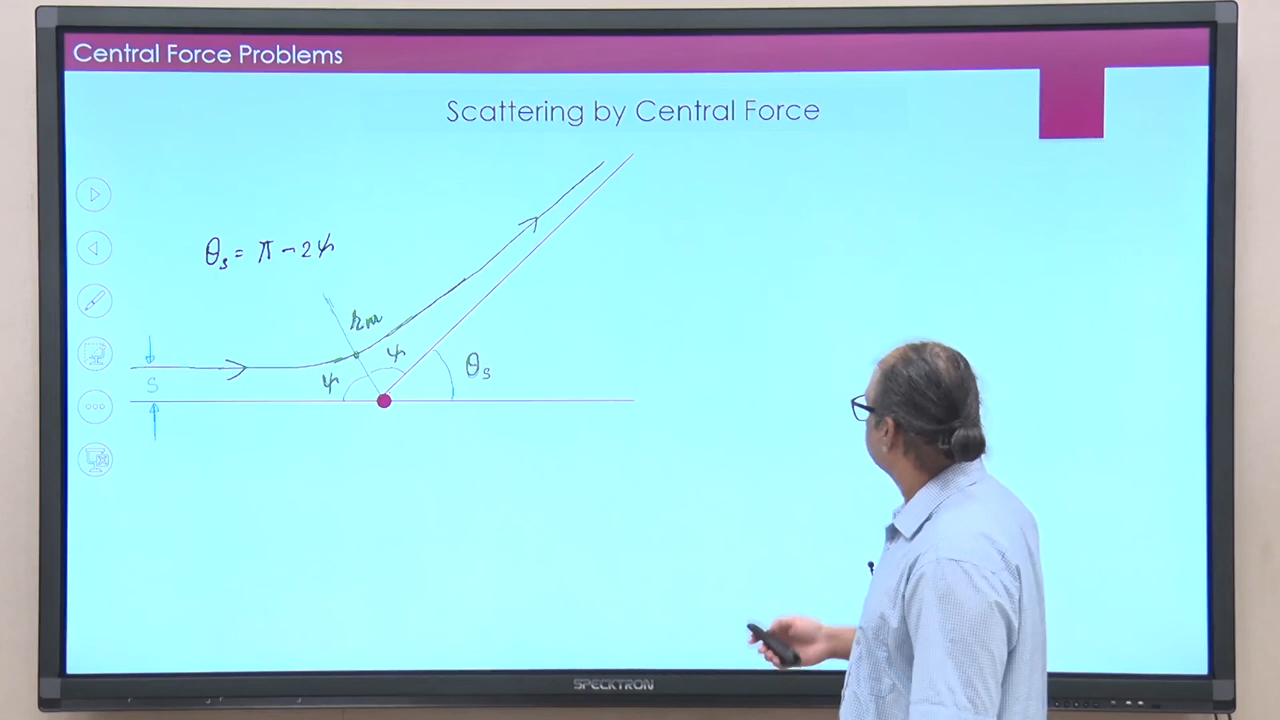 Central Force Problems
Scattering by Central Force
θₛ = π − 2ψ
rₘ
ψ
ψ
θₛ
S
SPECKTRON